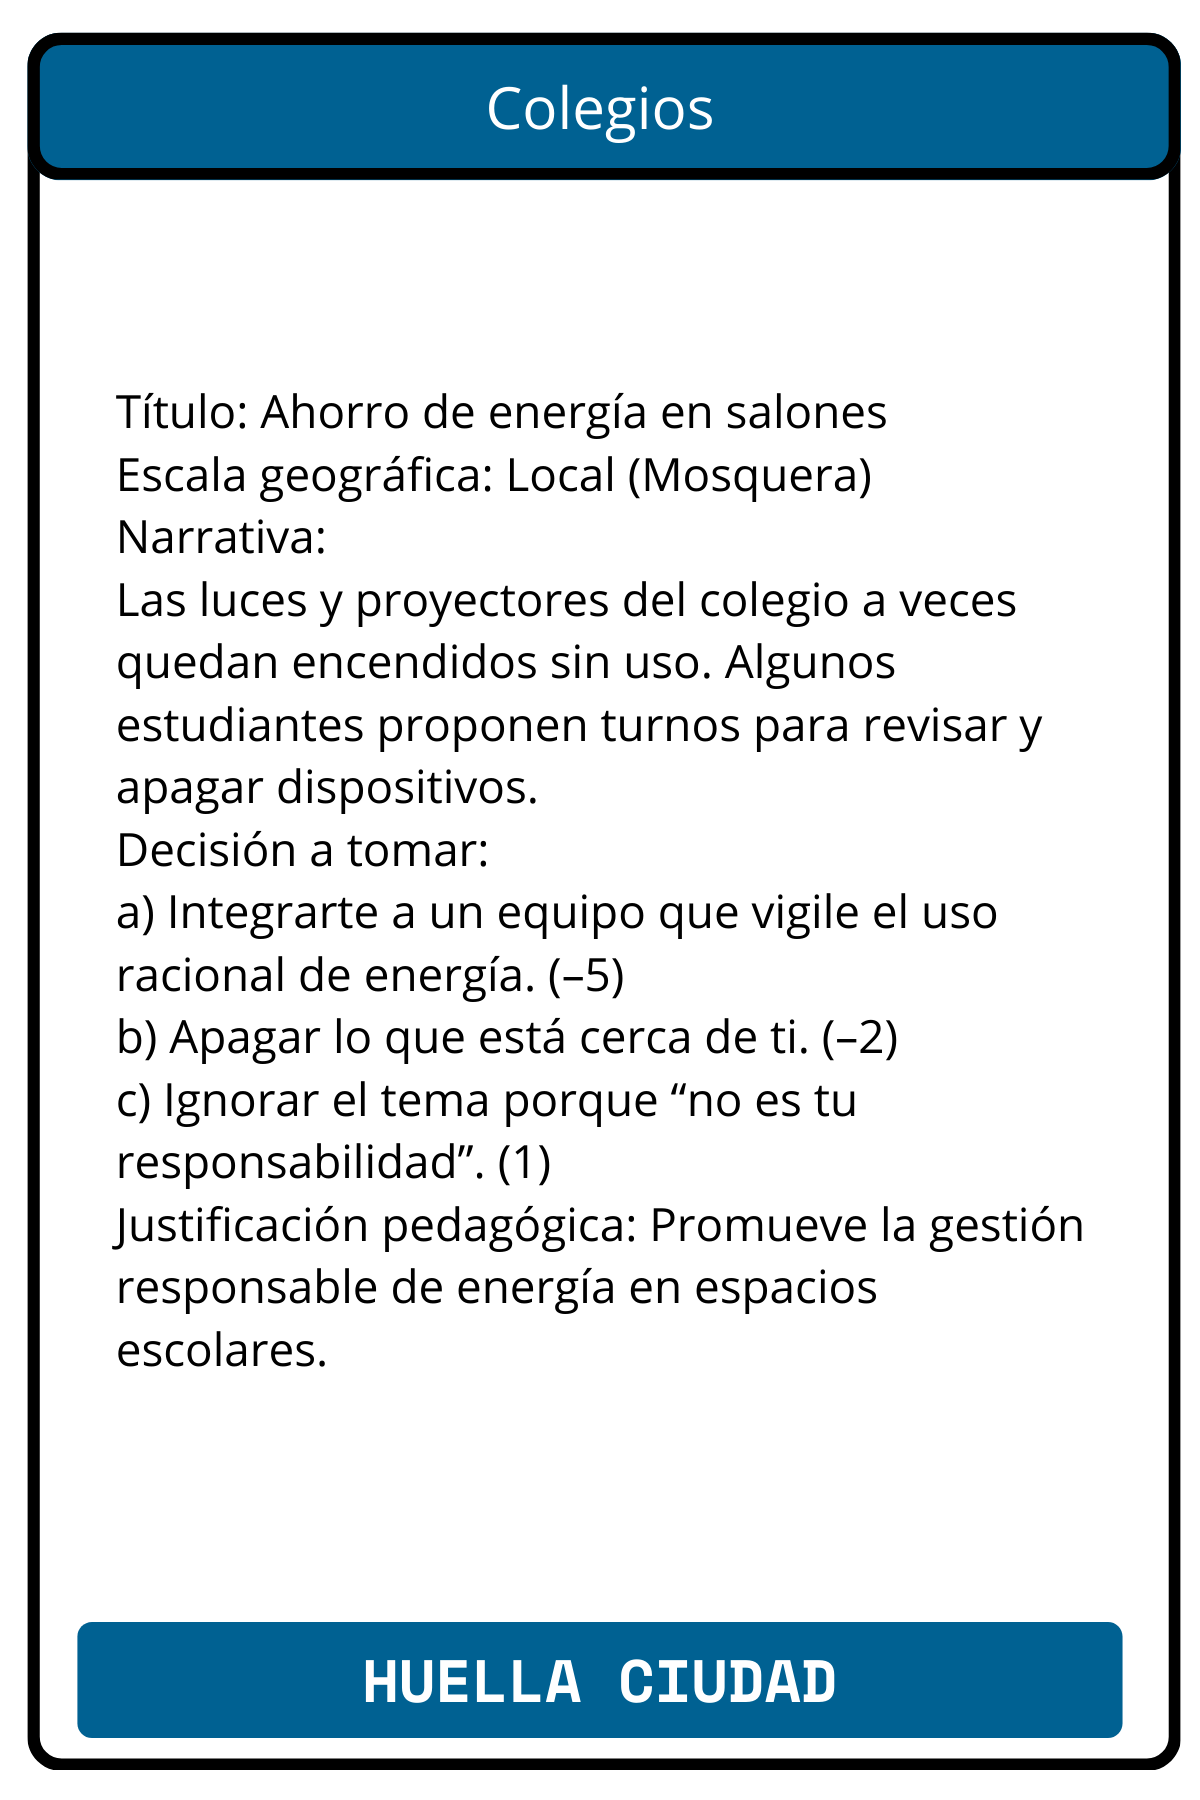 Colegios
Título: Ahorro de energía en salones
Escala geográfica: Local (Mosquera)
Narrativa:
Las luces y proyectores del colegio a veces
quedan encendidos sin uso. Algunos
estudiantes proponen turnos para revisar y
apagar dispositivos.
Decisión a tomar:
a) Integrarte a un equipo que vigile el uso
racional de energía. (–5)
b) Apagar lo que está cerca de ti. (–2)
c) Ignorar el tema porque “no es tu
responsabilidad”. (1)
Justificación pedagógica: Promueve la gestión
responsable de energía en espacios
escolares.
HUELLA CIUDAD